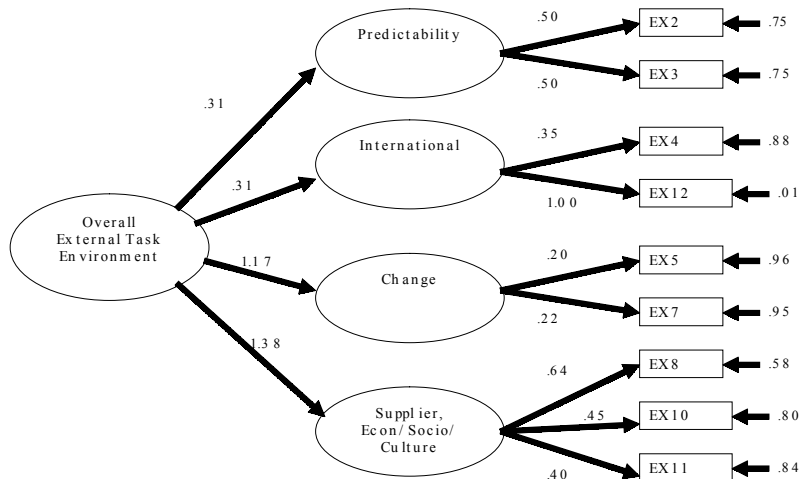 Predictability
.50
EX2
.75
.50
EX3
.75
.31
International
.35
EX4
.88
.31
1.00
EX12
.01
Overall
External Task
Environment
1.17
Change
.20
EX5
.96
.22
EX7
.95
1.38
Supplier,
Econ/Socio/
Culture
.64
EX8
.58
.45
EX10
.80
.40
EX11
.84